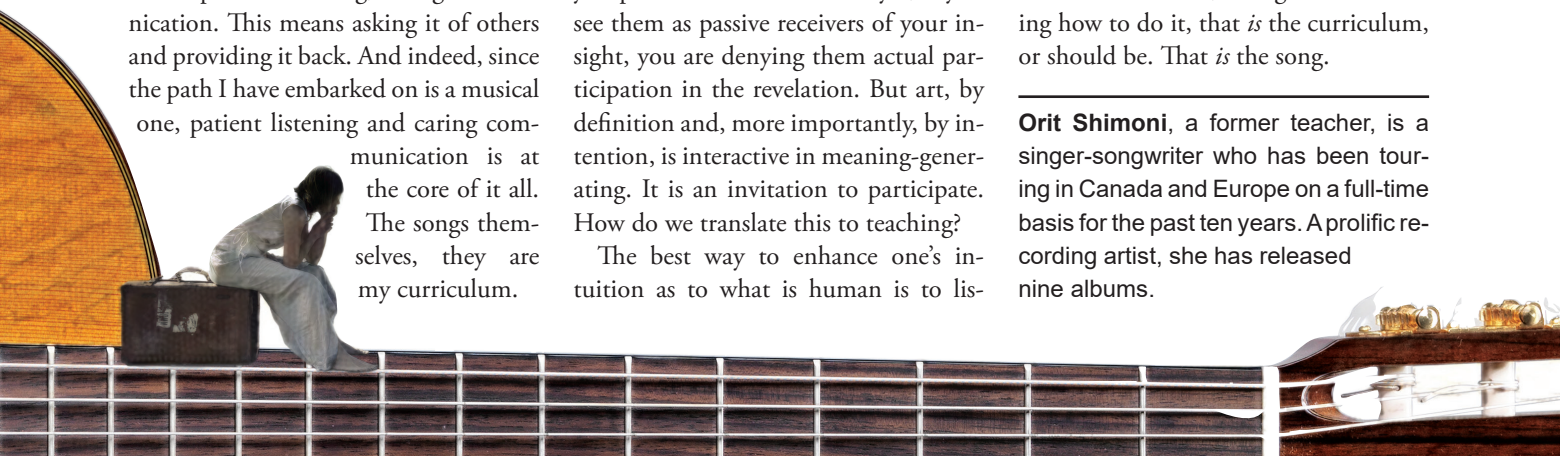 nication. This means asking it of others
and providing it back. And indeed, since
the path I have embarked on is a musical
one, patient listening and caring com-
munication is at
the core of it all.
The songs them-
selves, they are
my curriculum.
see them as passive receivers of your in-
sight, you are denying them actual par-
ticipation in the revelation. But art, by
definition and, more importantly, by in-
tention, is interactive in meaning-gener-
ating. It is an invitation to participate.
How do we translate this to teaching?
The best way to enhance one's in-
tuition as to what is human is to lis-
ing how to do it, that is the curriculum,
or should be. That is the song.
Orit Shimoni, a former teacher, is a
singer-songwriter who has been tour-
ing in Canada and Europe on a full-time
basis for the past ten years. A prolific re-
cording artist, she has released
nine albums.